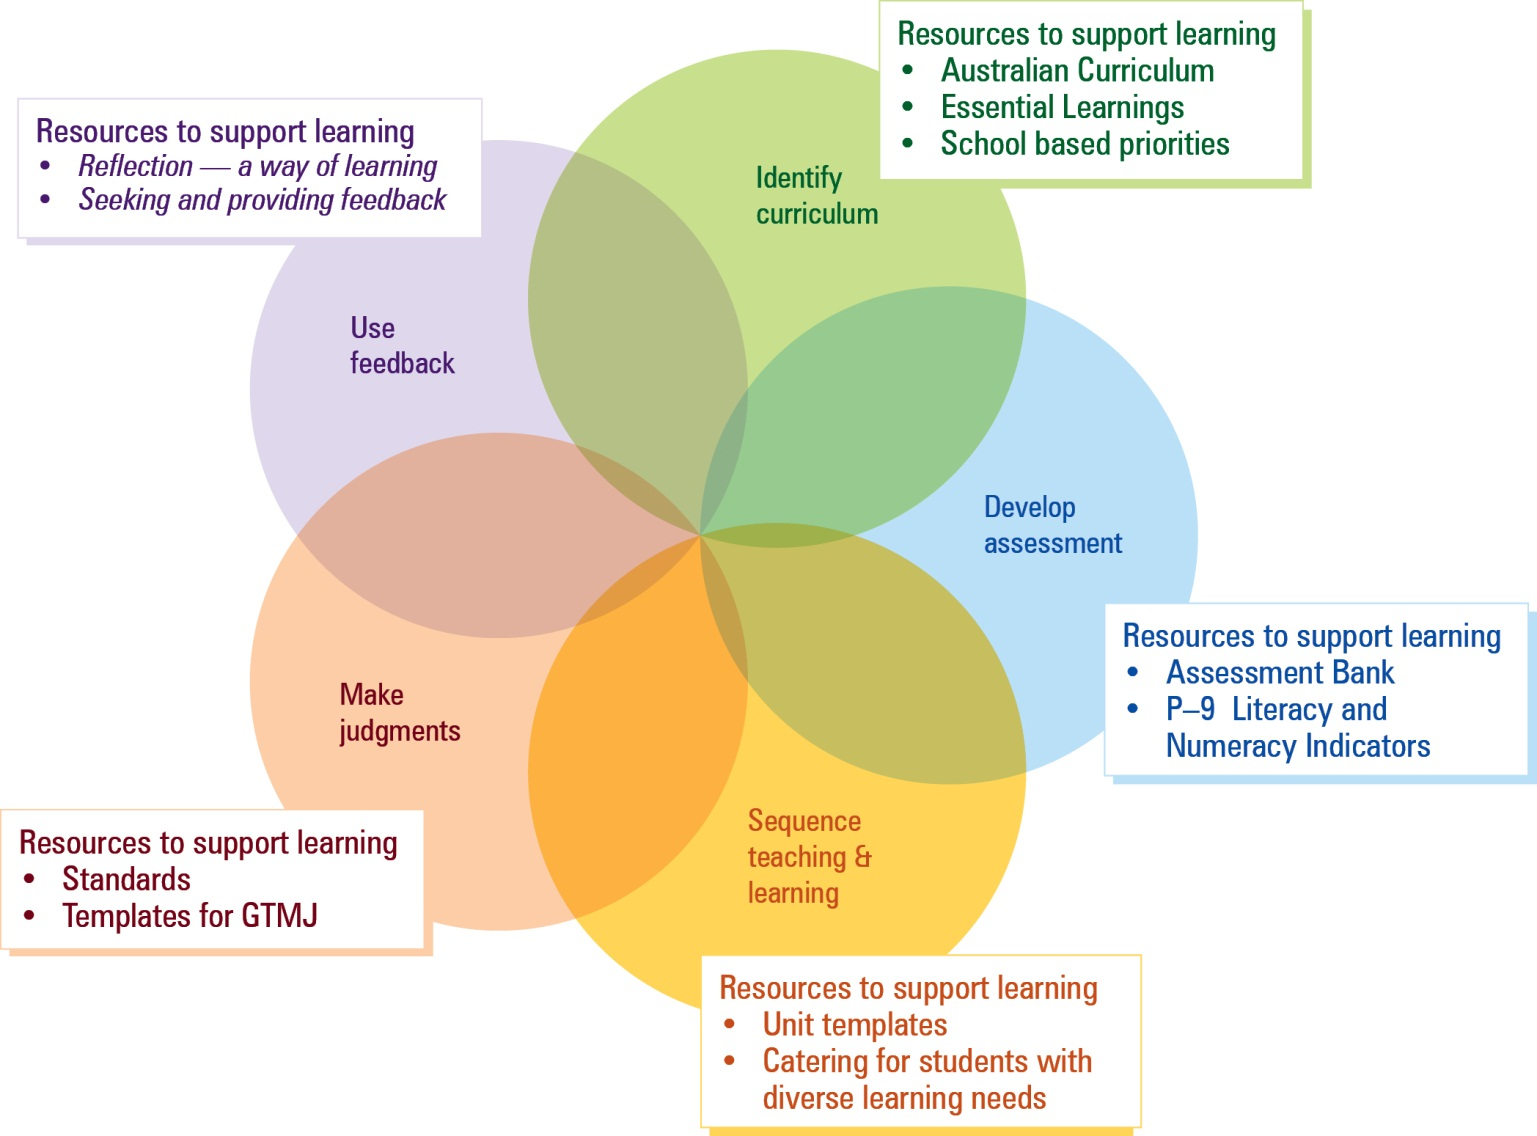 Resources to support learning
• Australian Curriculum
• Essential Learnings
• School based priorities
Identify
curriculum
Resources to support learning
• Reflection — a way of learning
• Seeking and providing feedback
Use
feedback
Develop
assessment
Resources to support learning
• Assessment Bank
• P–9 Literacy and
Numeracy Indicators
Make
judgments
Resources to support learning
• Standards
• Templates for GTMJ
Sequence
teaching &
learning
Resources to support learning
• Unit templates
• Catering for students with
diverse learning needs